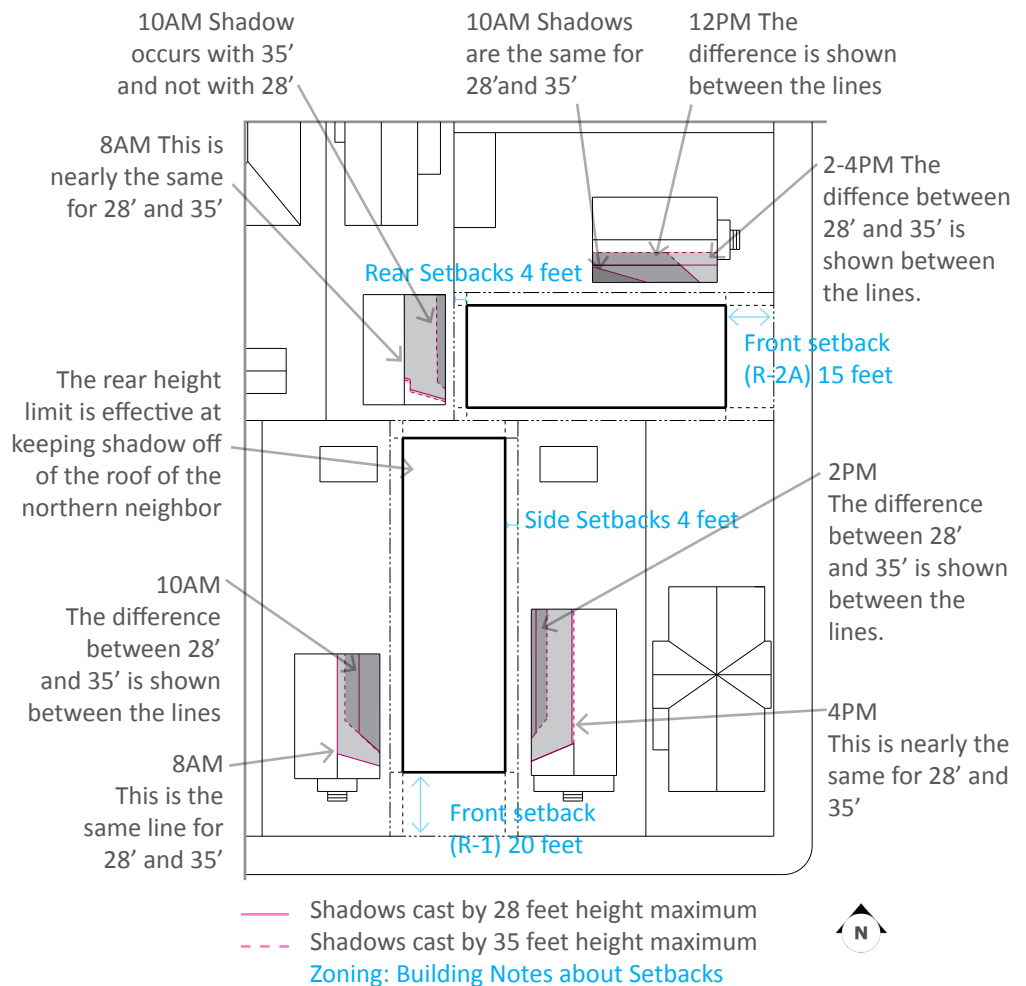 10AM Shadow
occurs with 35’
and not with 28’
10AM Shadows
are the same for
28’and 35’
12PM The
difference is shown
between the lines
8AM This is
nearly the same
for 28’ and 35’
2-4PM The
diffence between
28’ and 35’ is
shown between
the lines.
Rear Setbacks 4 feet
Front setback
(R-2A) 15 feet
The rear height
limit is effective at
keeping shadow off
of the roof of the
northern neighbor
Side Setbacks 4 feet
2PM
The difference
between 28’
and 35’ is shown
between the
lines.
10AM
The difference
between 28’
and 35’ is shown
between the lines
4PM
This is nearly the
same for 28’ and
35’
8AM
This is the
same line for
28’ and 35’
Front setback
(R-1) 20 feet
Shadows cast by 28 feet height maximum
Shadows cast by 35 feet height maximum
Zoning: Building Notes about Setbacks
N